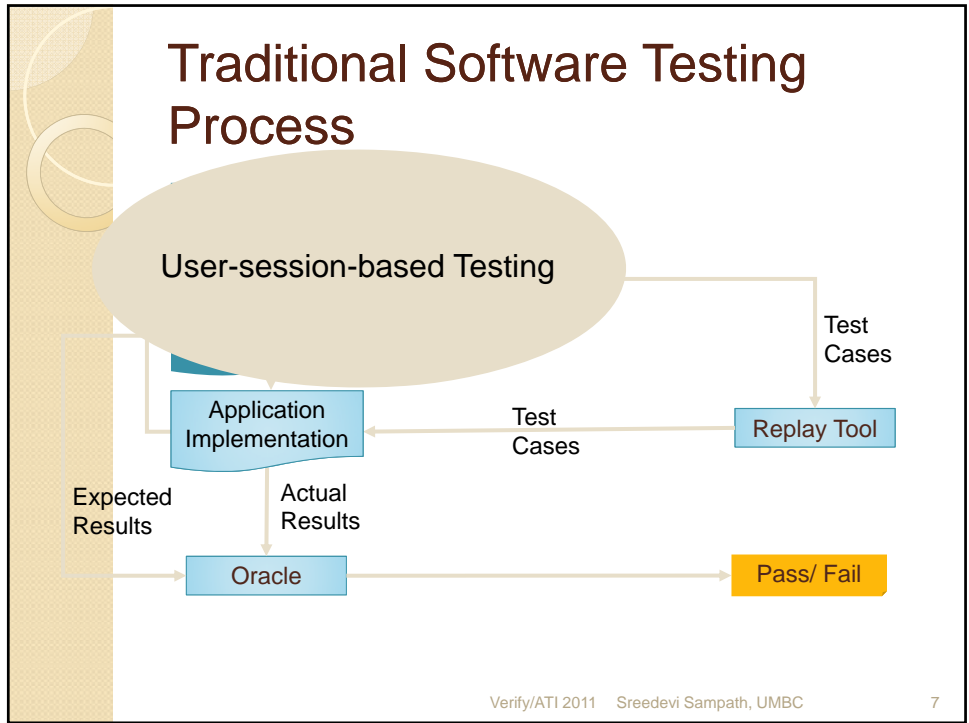 Traditional Software Testing
Process
User-session-based Testing
Test
Cases
Application
Implementation
Test
Cases
Replay Tool
Expected
Results
Actual
Results
Oracle
Pass/ Fail
Verify/ATI 2011 Sreedevi Sampath, UMBC 7